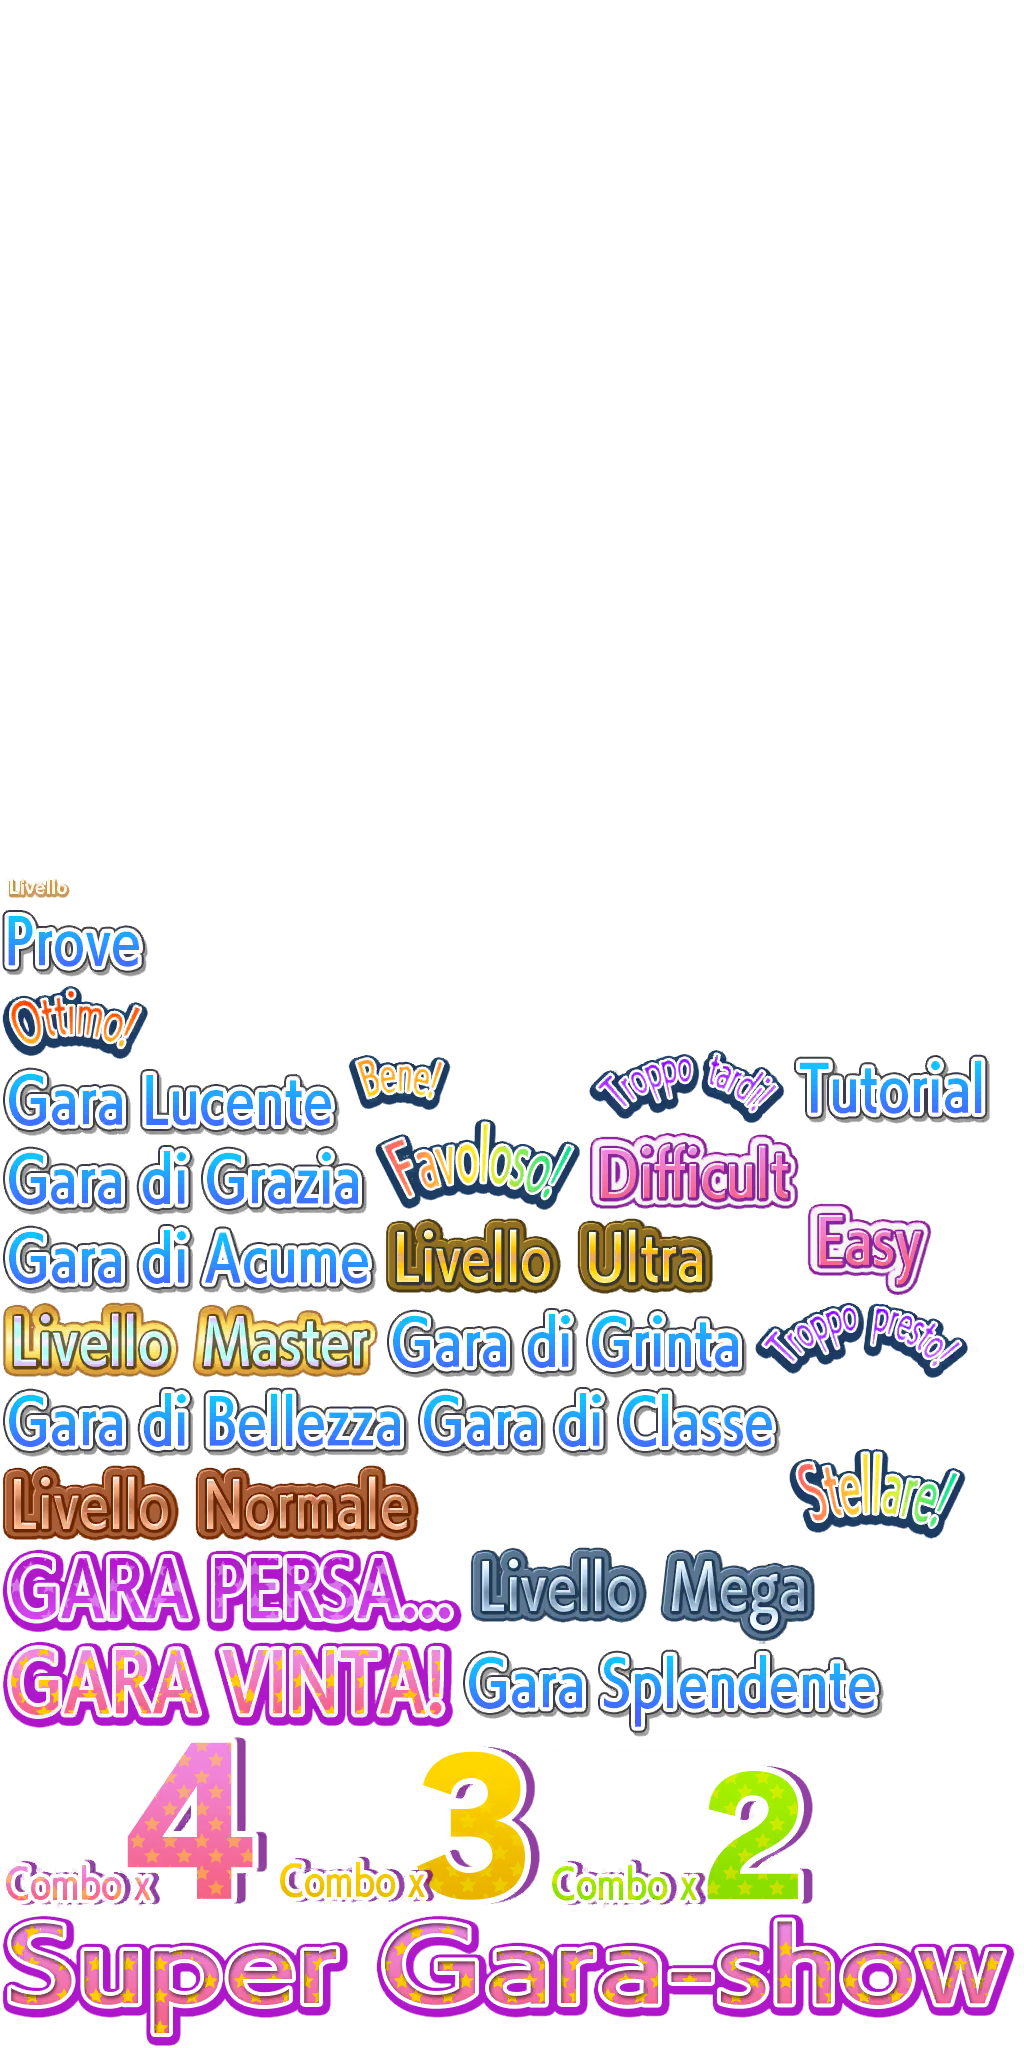 Livello
Prove
Ottimo!
Gara Lucente
Bene!
Troppo tardi!
Tutorial
Gara di Grazia
Favoloso!
Difficult
Gara di Acume
Livello Ultra
Easy
Livello Master
Gara di Grinta
Troppo presto!
Gara di Bellezza
Gara di Classe
Livello Normale
Stellare!
GARA PERSA...
Livello Mega
GARA VINTA!
Gara Splendente
Combo x 4
Combo x 3
Combo x 2
Super Gara-show